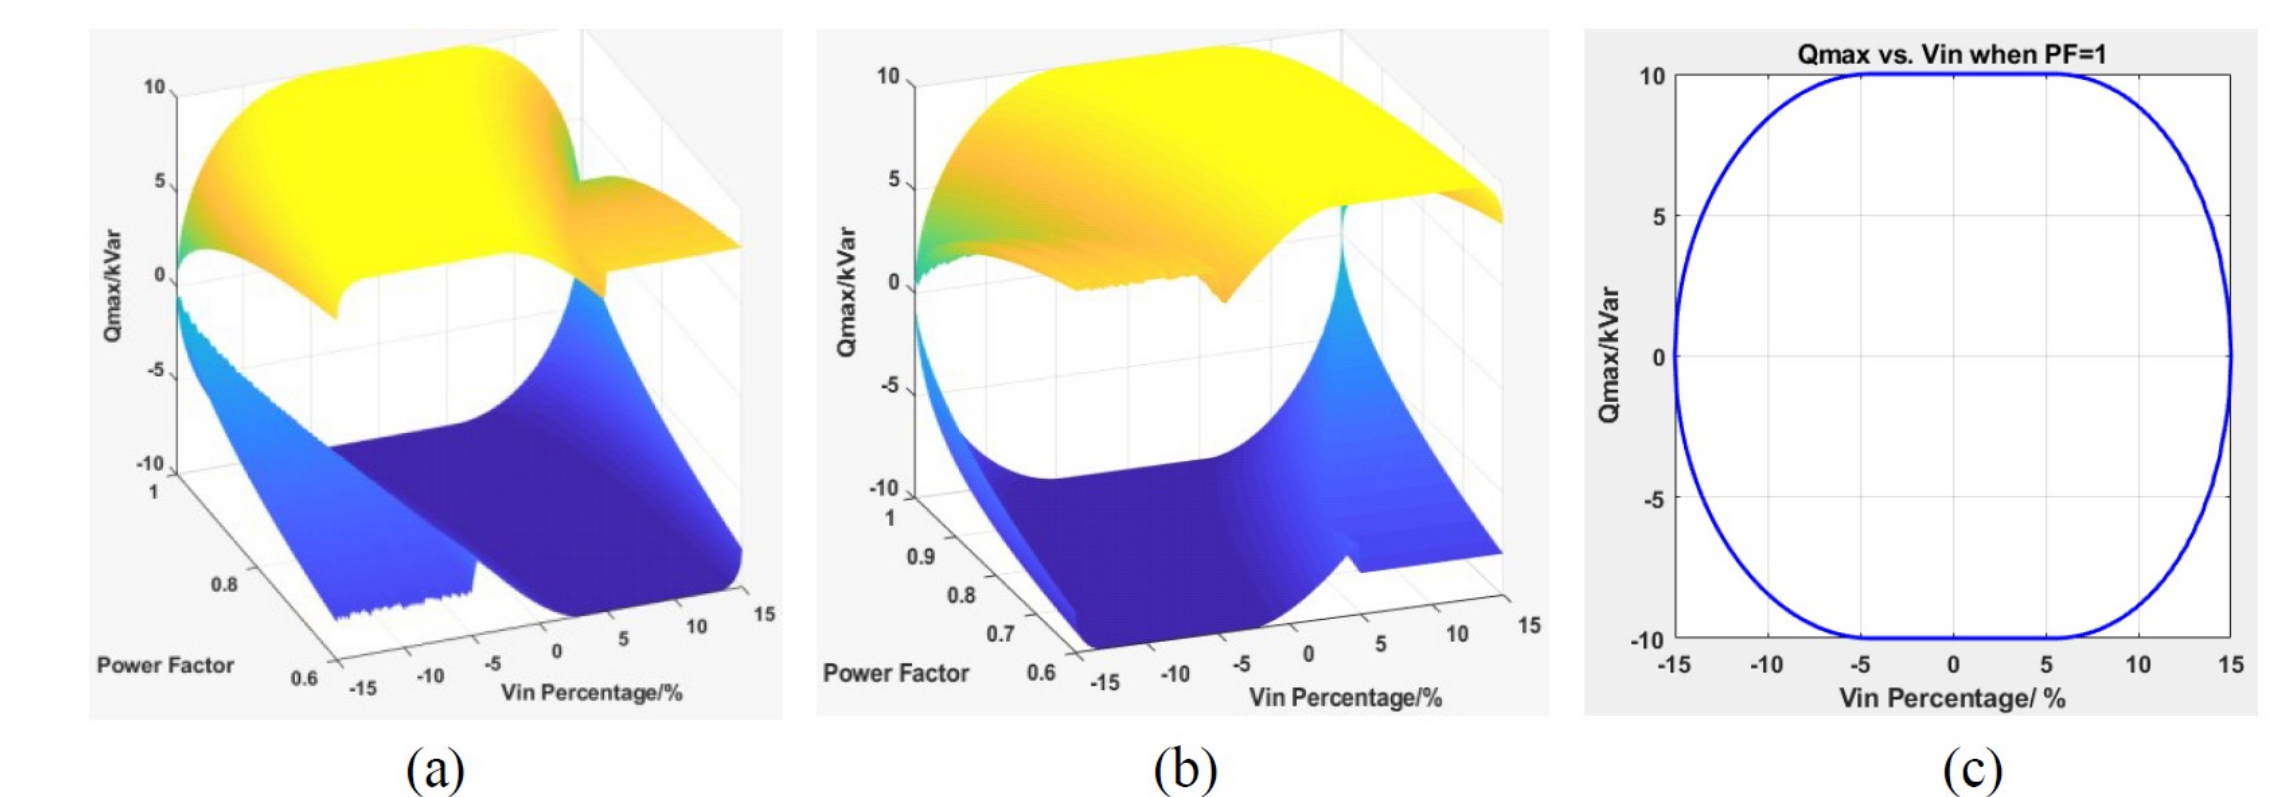 10
5
0
-5
-10
Qmax/kVar
1
0.8
0.6
Power Factor
-15
-10
-5
0
5
10
15
Vin Percentage/%
(a)
10
5
0
-5
-10
Qmax/kVar
1
0.9
0.8
0.7
0.6
Power Factor
-15
-10
-5
0
5
10
15
Vin Percentage/%
(b)
Qmax vs. Vin when PF=1
10
5
0
-5
-10
Qmax/kVar
-15 -10 -5 0 5 10 15
Vin Percentage/ %
(c)